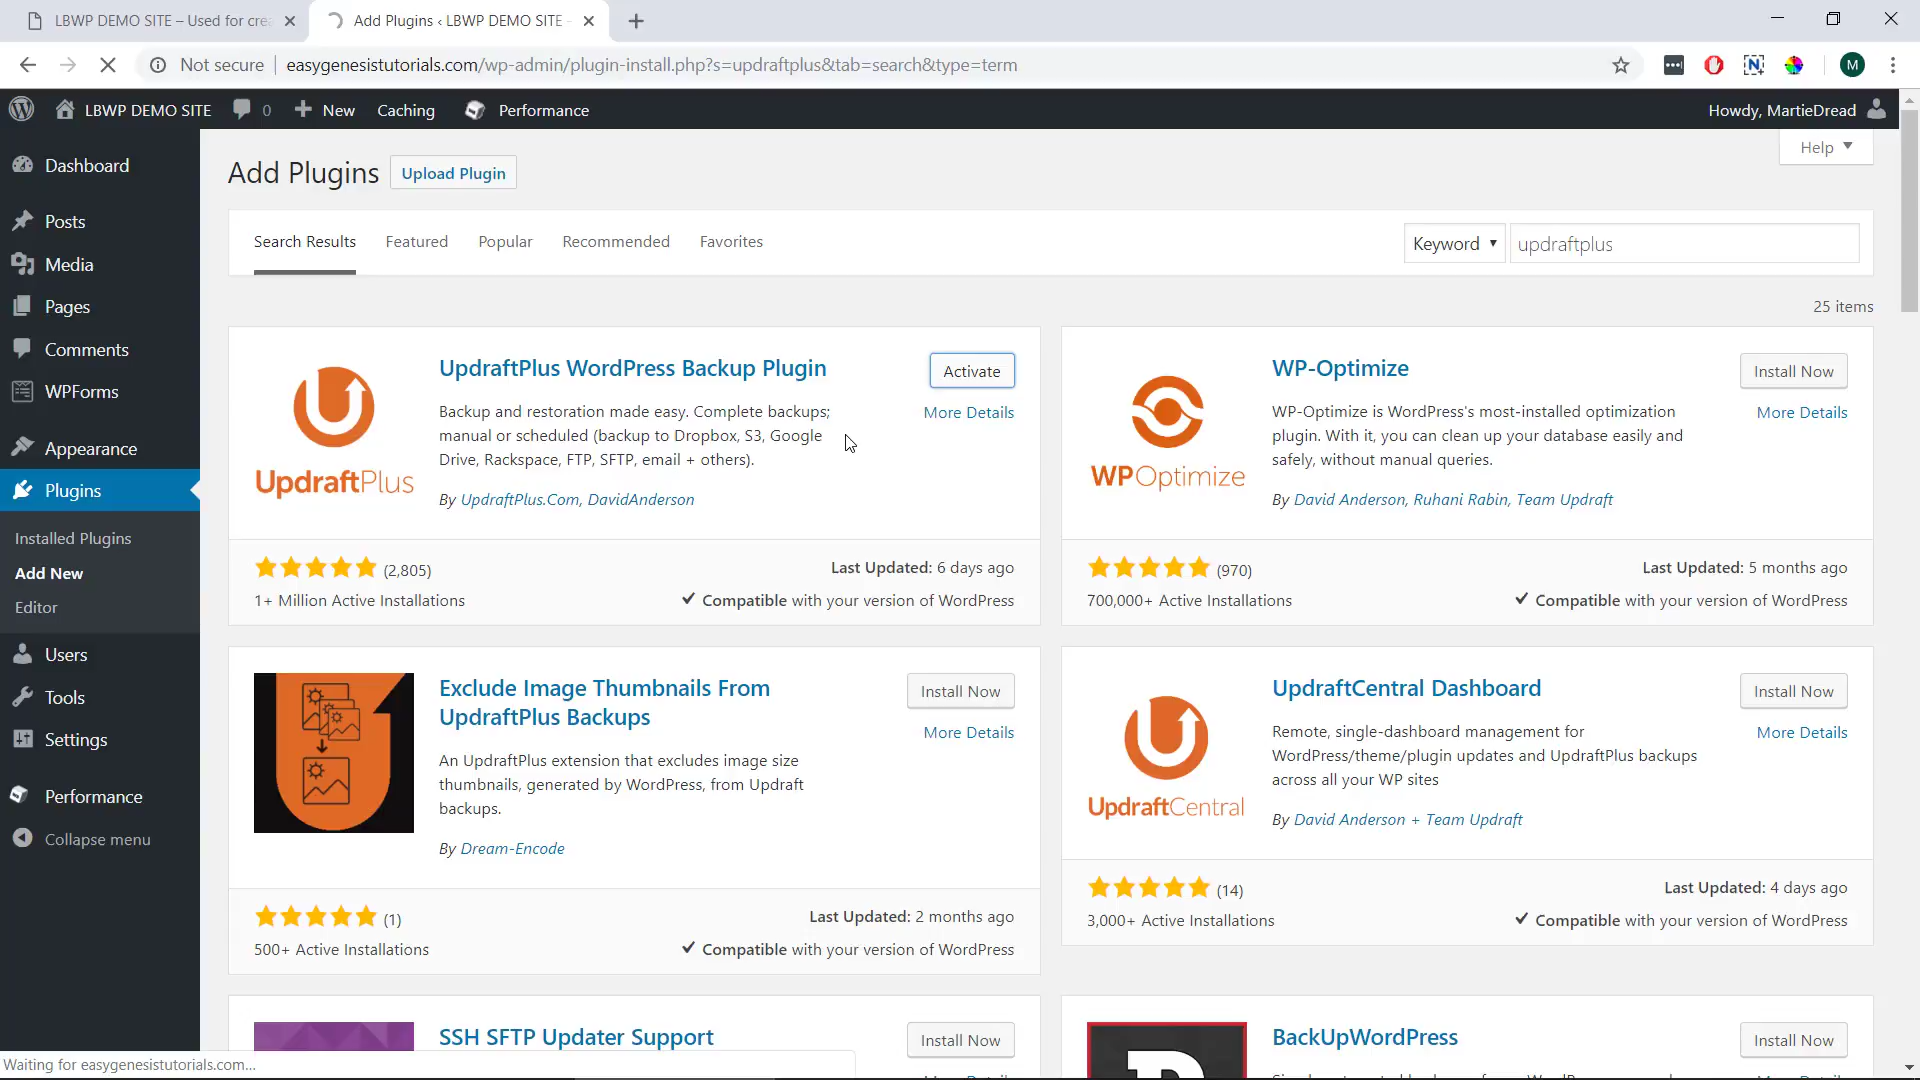 LBWP DEMO SITE – Used for crea
Add Plugins ‹ LBWP DEMO SITE –
Not secure
easygenesistutorials.com/wp-admin/plugin-install.php?s=updraftplus&tab=search&type=term
M
LBWP DEMO SITE
0
New
Caching
Performance
Howdy, MartieDread
Dashboard
Posts
Media
Pages
Comments
WPForms
Appearance
Plugins
Installed Plugins
Add New
Editor
Users
Tools
Settings
Performance
Collapse menu
Add Plugins
Upload Plugin
Help
Search Results
Featured
Popular
Recommended
Favorites
Keyword
updraftplus
25 items
UpdraftPlus
UpdraftPlus WordPress Backup Plugin
Activate
More Details
Backup and restoration made easy. Complete backups;
manual or scheduled (backup to Dropbox, S3, Google
Drive, Rackspace, FTP, SFTP, email + others).
By UpdraftPlus.Com, DavidAnderson
(2,805)
1+ Million Active Installations
Last Updated: 6 days ago
Compatible with your version of WordPress
WPOptimize
WP-Optimize
Install Now
More Details
WP-Optimize is WordPress's most-installed optimization
plugin. With it, you can clean up your database easily and
safely, without manual queries.
By David Anderson, Ruhani Rabin, Team Updraft
(970)
700,000+ Active Installations
Last Updated: 5 months ago
Compatible with your version of WordPress
Exclude Image Thumbnails From
UpdraftPlus Backups
Install Now
More Details
An UpdraftPlus extension that excludes image size
thumbnails, generated by WordPress, from Updraft
backups.
By Dream-Encode
(1)
500+ Active Installations
Last Updated: 2 months ago
Compatible with your version of WordPress
UpdraftCentral
UpdraftCentral Dashboard
Install Now
More Details
Remote, single-dashboard management for
WordPress/theme/plugin updates and UpdraftPlus backups
across all your WP sites
By David Anderson + Team Updraft
(14)
3,000+ Active Installations
Last Updated: 4 days ago
Compatible with your version of WordPress
SSH SFTP Updater Support
Install Now
BackUpWordPress
Install Now
Waiting for easygenesistutorials.com...